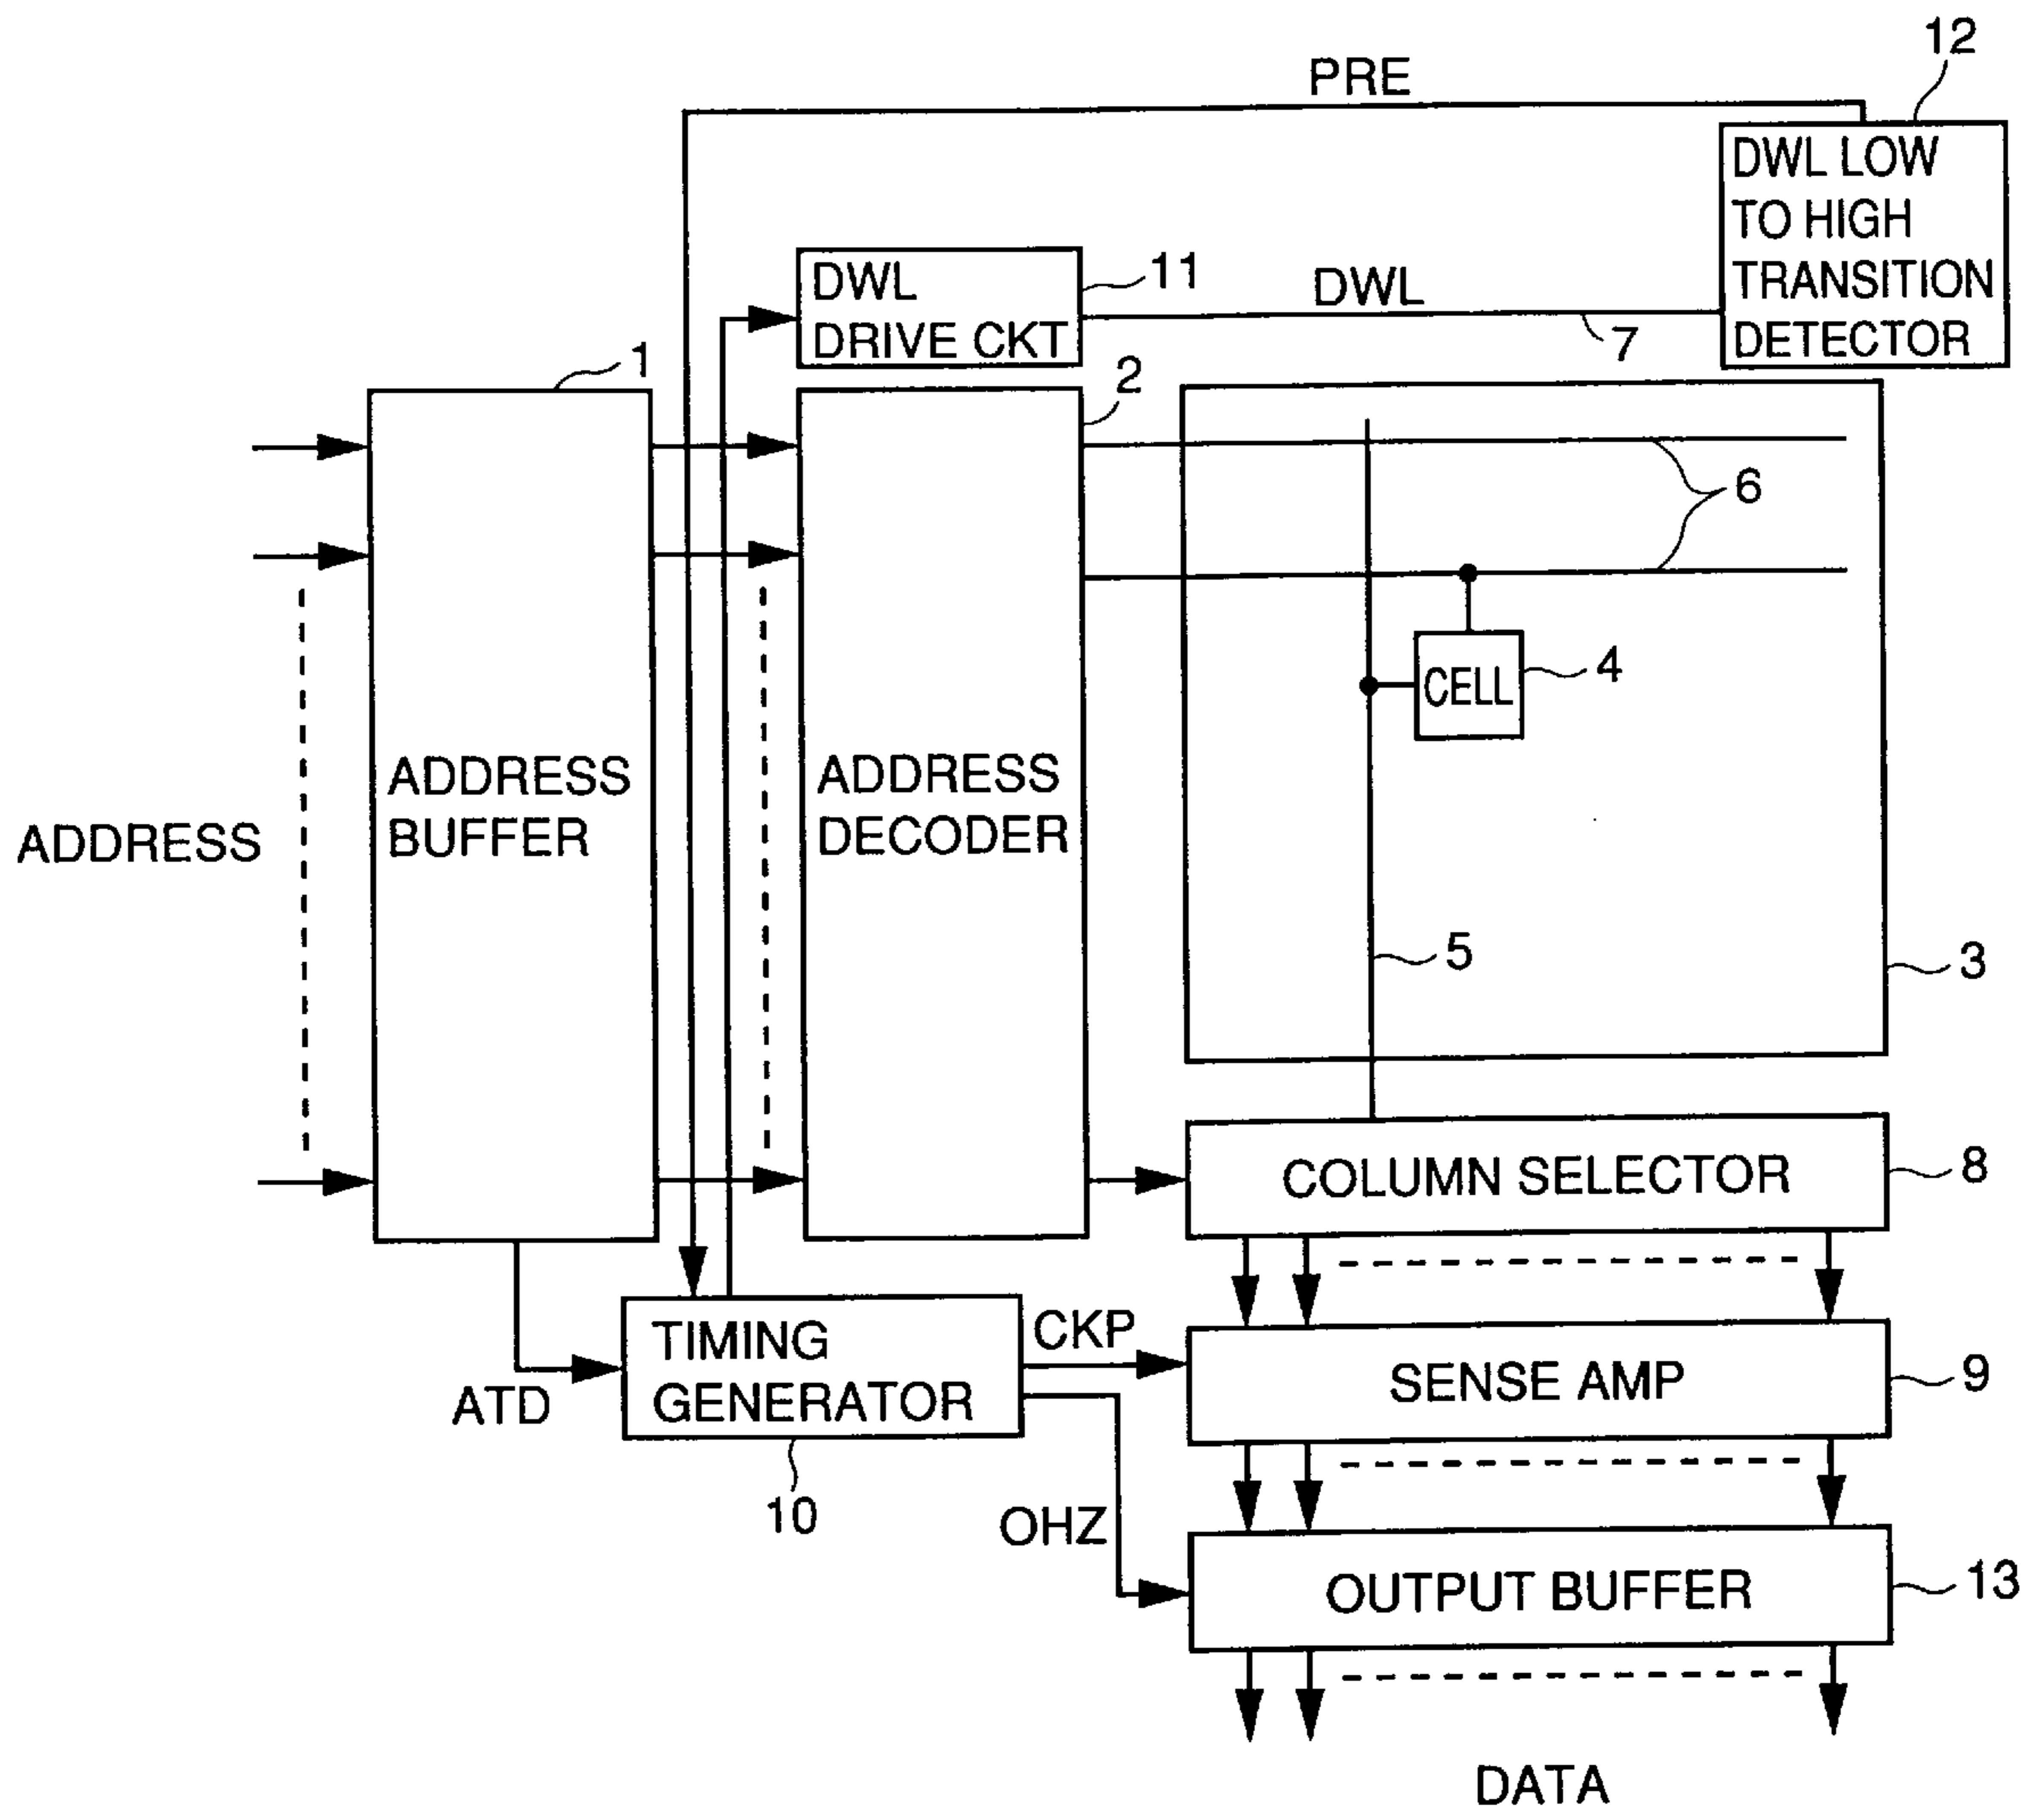 12
PRE
DWL LOW
TO HIGH
TRANSITION
DETECTOR
DWL
DRIVE CKT
11
DWL
7
1
2
6
CELL
4
ADDRESS
ADDRESS
BUFFER
ADDRESS
DECODER
5
3
COLUMN SELECTOR
8
TIMING
GENERATOR
CKP
ATD
SENSE AMP
9
10
OHZ
OUTPUT BUFFER
13
DATA